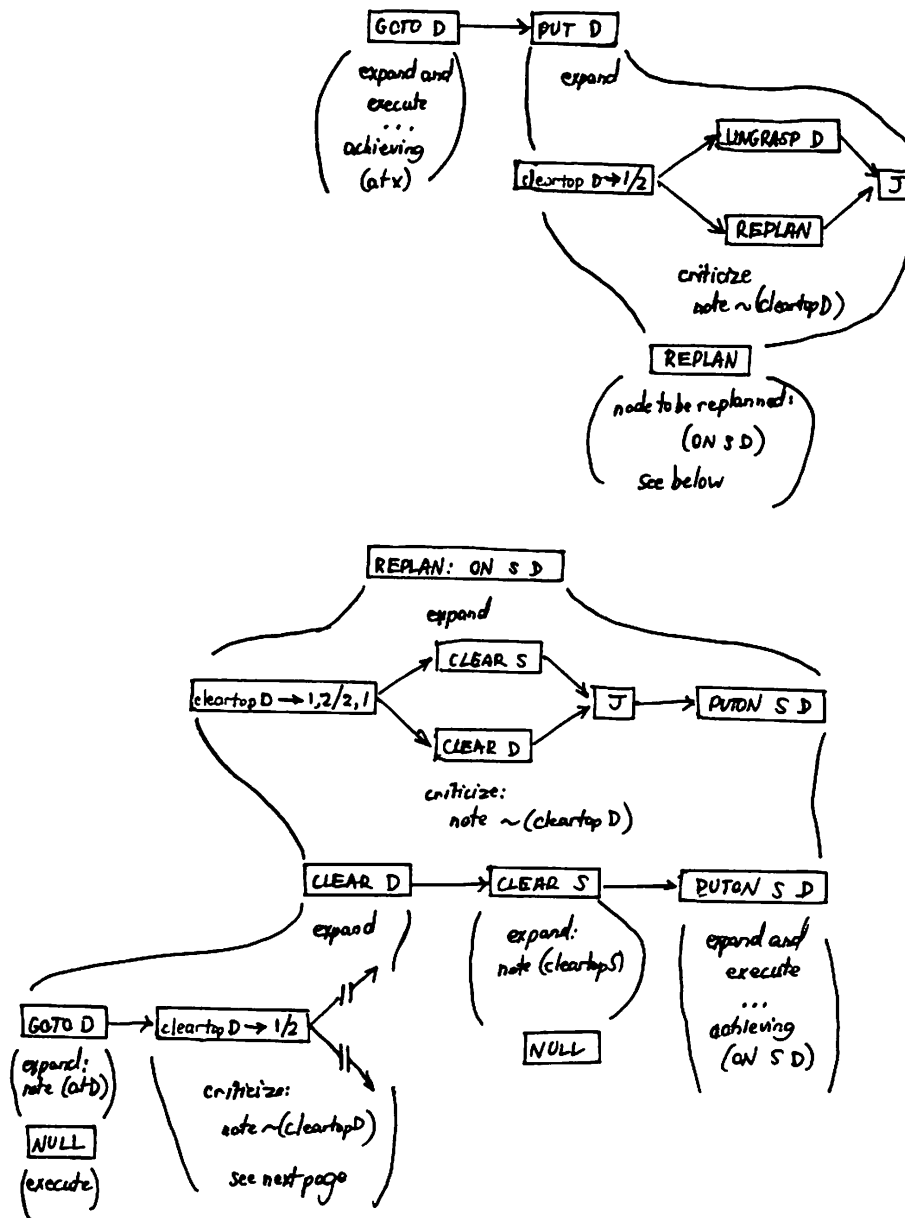 GOTO D
PUT D
expand and
execute
...
achieving
(at x)
expand
cleartop D → 1/2
UNGRASP D
REPLAN
J
criticize
note ~(cleartop D)
REPLAN
node to be replanned:
(ON S D)
see below
REPLAN: ON S D
expand
cleartop D → 1,2/2,1
CLEAR S
CLEAR D
J
PUTON S D
criticize:
note ~(cleartop D)
CLEAR D
CLEAR S
PUTON S D
expand
expand:
note (cleartop S)
NULL
expand and
execute
...
achieving
(ON S D)
GOTO D
cleartop D → 1/2
(expand:
note (at D))
NULL
(execute)
criticize:
note ~(cleartop D)
see next page